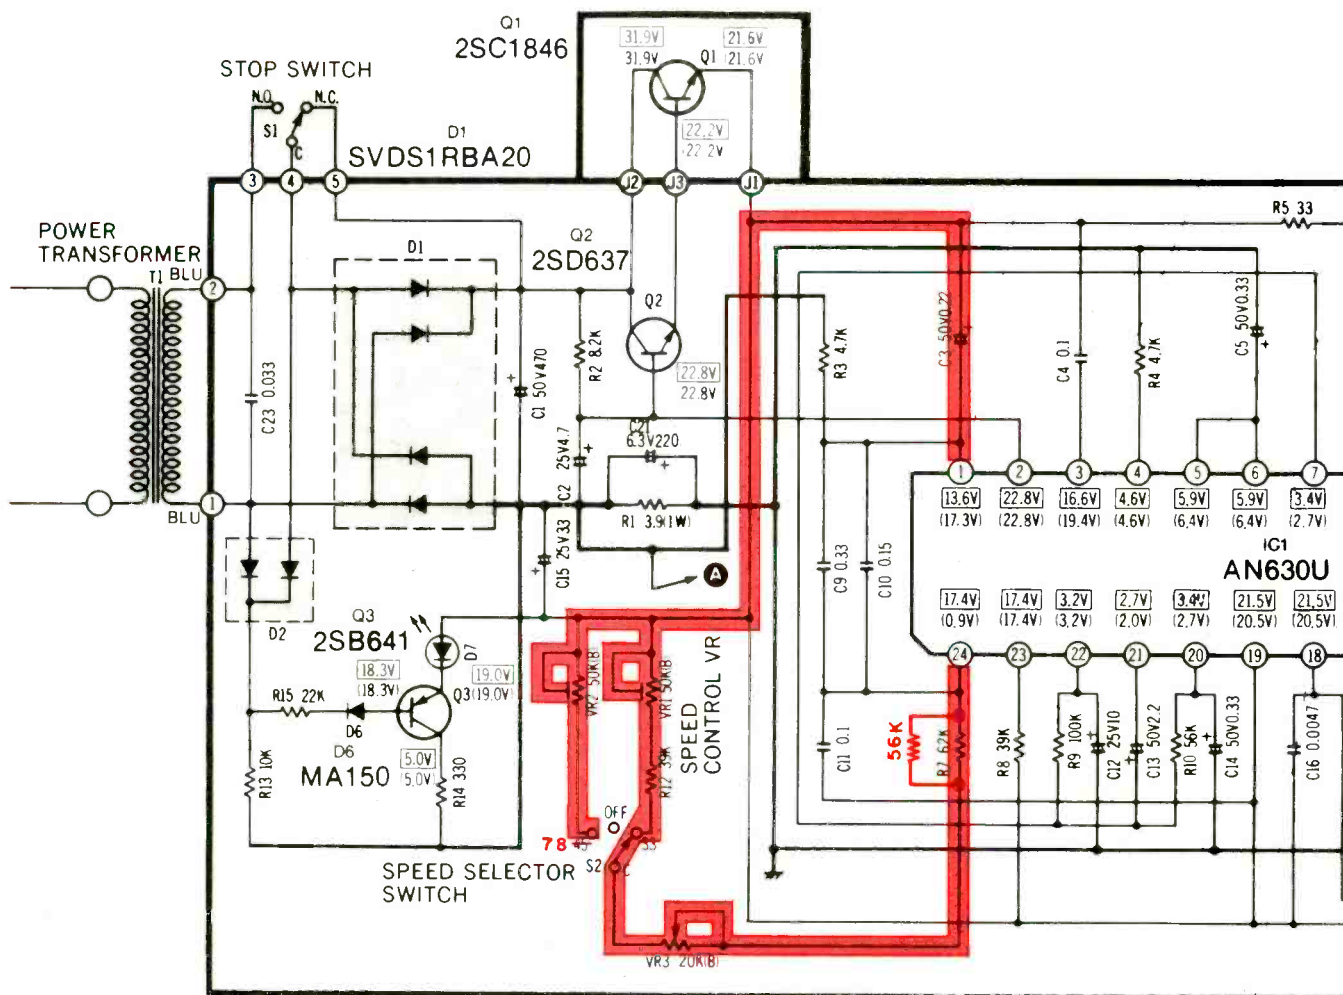 Q1
2SC1846
31.9V
31.9V
Q1
21.6V
(21.6V)
STOP SWITCH
N.O.
N.C.
S1
C
D1
SVDS1RBA20
22.2V
(22.2V
3
4
5
J2
J3
J1
POWER
TRANSFORMER
T1
BLU
2
D1
Q2
2SD637
Q2
R5 33
C23 0.033
C1 50V470
R2 8.2K
22.8V
22.8V
R3 4.7K
C3 50V0.22
C4 0.1
R4 4.7K
C5 50V0.33
C21
6.3V220
C2 25V4.7
R1 3.9(1W)
1
BLU
1
2
3
4
5
6
7
13.6V
22.8V
16.6V
4.6V
5.9V
5.9V
3.4V
(17.3V)
(22.8V)
(19.4V)
(4.6V)
(6.4V)
(6.4V)
(2.7V)
IC1
AN630U
C15 25V33
A
C9 0.33
C10 0.15
17.4V
17.4V
3.2V
2.7V
3.4V
21.5V
21.5V
(0.9V)
(17.4V)
(3.2V)
(2.0V)
(2.7V)
(20.5V)
(20.5V)
24
23
22
21
20
19
18
D2
Q3
2SB641
D7
18.3V
(18.3V)
19.0V
Q3(19.0V)
R15 22K
D6
D6
MA150
5.0V
(5.0V)
R13 10K
R14 330
VR2 50K(B)
VR1 50K(B)
SPEED
CONTROL VR
R12 39K
C11 0.1
56K
R7 62K
R8 39K
R9 100K
C12 25V10
C13 50V2.2
R10 56K
C14 50V0.33
C16 0.0047
OFF
78
45
33
S2
C
SPEED SELECTOR
SWITCH
VR3 20K(B)